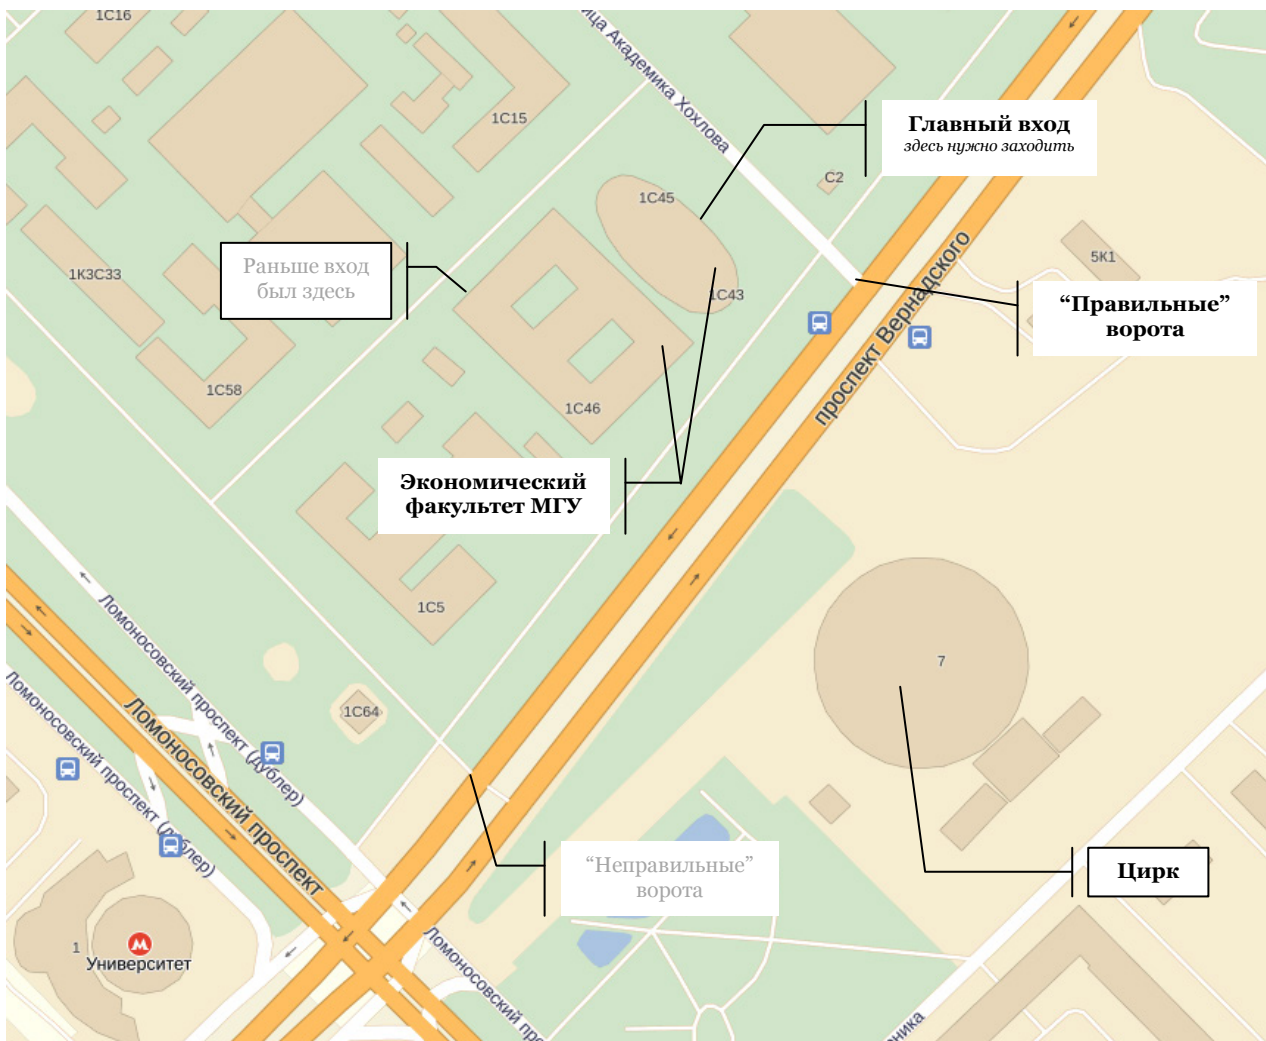 1С16
ица Академика Хохлова
1С15
Главный вход
здесь нужно заходить
С2
1С45
1К3С33
Раньше вход
был здесь
1С43
проспект Вернадского
5К1
“Правильные”
ворота
1С58
1С46
Экономический
факультет МГУ
1С5
Ломоносовский проспект (дублер)
7
1С64
Ломоносовский проспект
Ломоносовский проспект (дублер)
“Неправильные”
ворота
Цирк
1
М
Университет
Ломоносовский про
ника